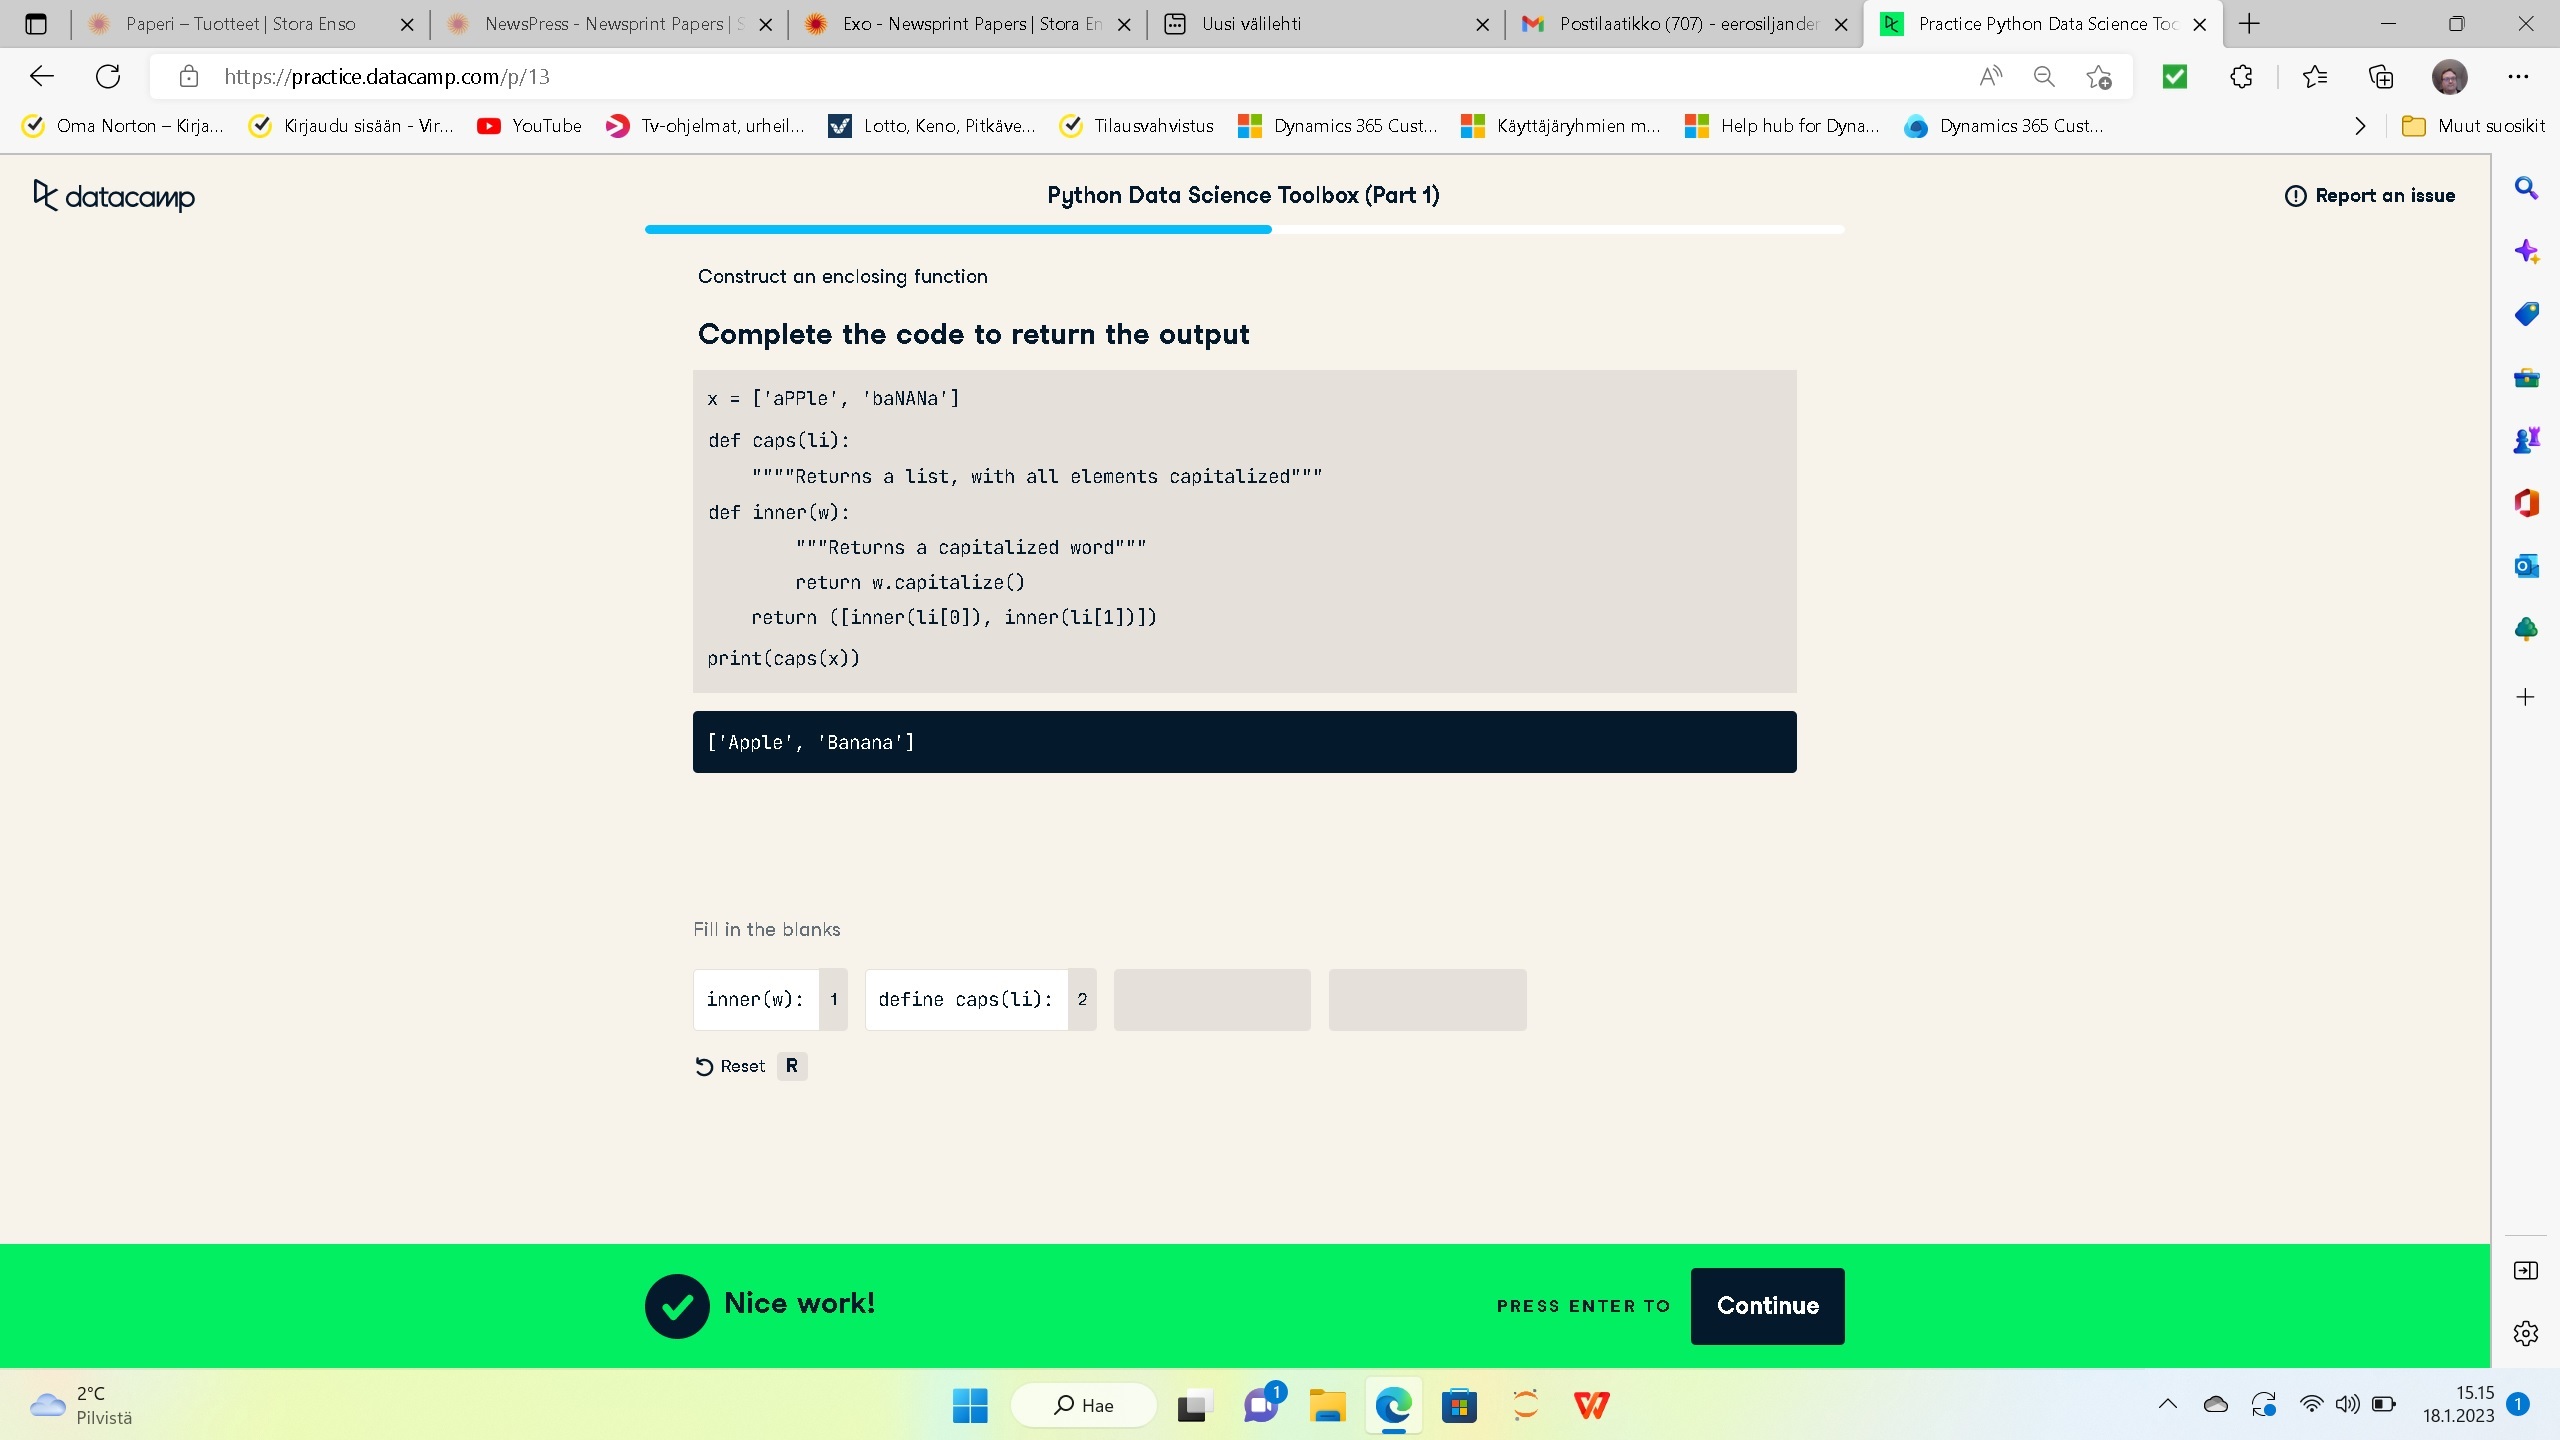 Paperi – Tuotteet | Stora Enso
NewsPress - Newsprint Papers | S
Exo - Newsprint Papers | Stora En
Uusi välilehti
Postilaatikko (707) - eerosiljander
Practice Python Data Science Too
https://practice.datacamp.com/p/13
Oma Norton – Kirja...
Kirjaudu sisään - Vir...
YouTube
Tv-ohjelmat, urheil...
Lotto, Keno, Pitkäve...
Tilausvahvistus
Dynamics 365 Cust...
Käyttäjäryhmien m...
Help hub for Dyna...
Dynamics 365 Cust...
Muut suosikit
datacamp
Python Data Science Toolbox (Part 1)
Report an issue
Construct an enclosing function
Complete the code to return the output
x = ['aPPle', 'baNANa']
def caps(li):
""""Returns a list, with all elements capitalized"""
def inner(w):
"""Returns a capitalized word"""
return w.capitalize()
return ([inner(li[0]), inner(li[1])])
print(caps(x))
['Apple', 'Banana']
Fill in the blanks
inner(w): 1
define caps(li): 2
Reset R
Nice work!
PRESS ENTER TO
Continue
2°C
Pilvistä
Hae
1
15.15
18.1.2023
1